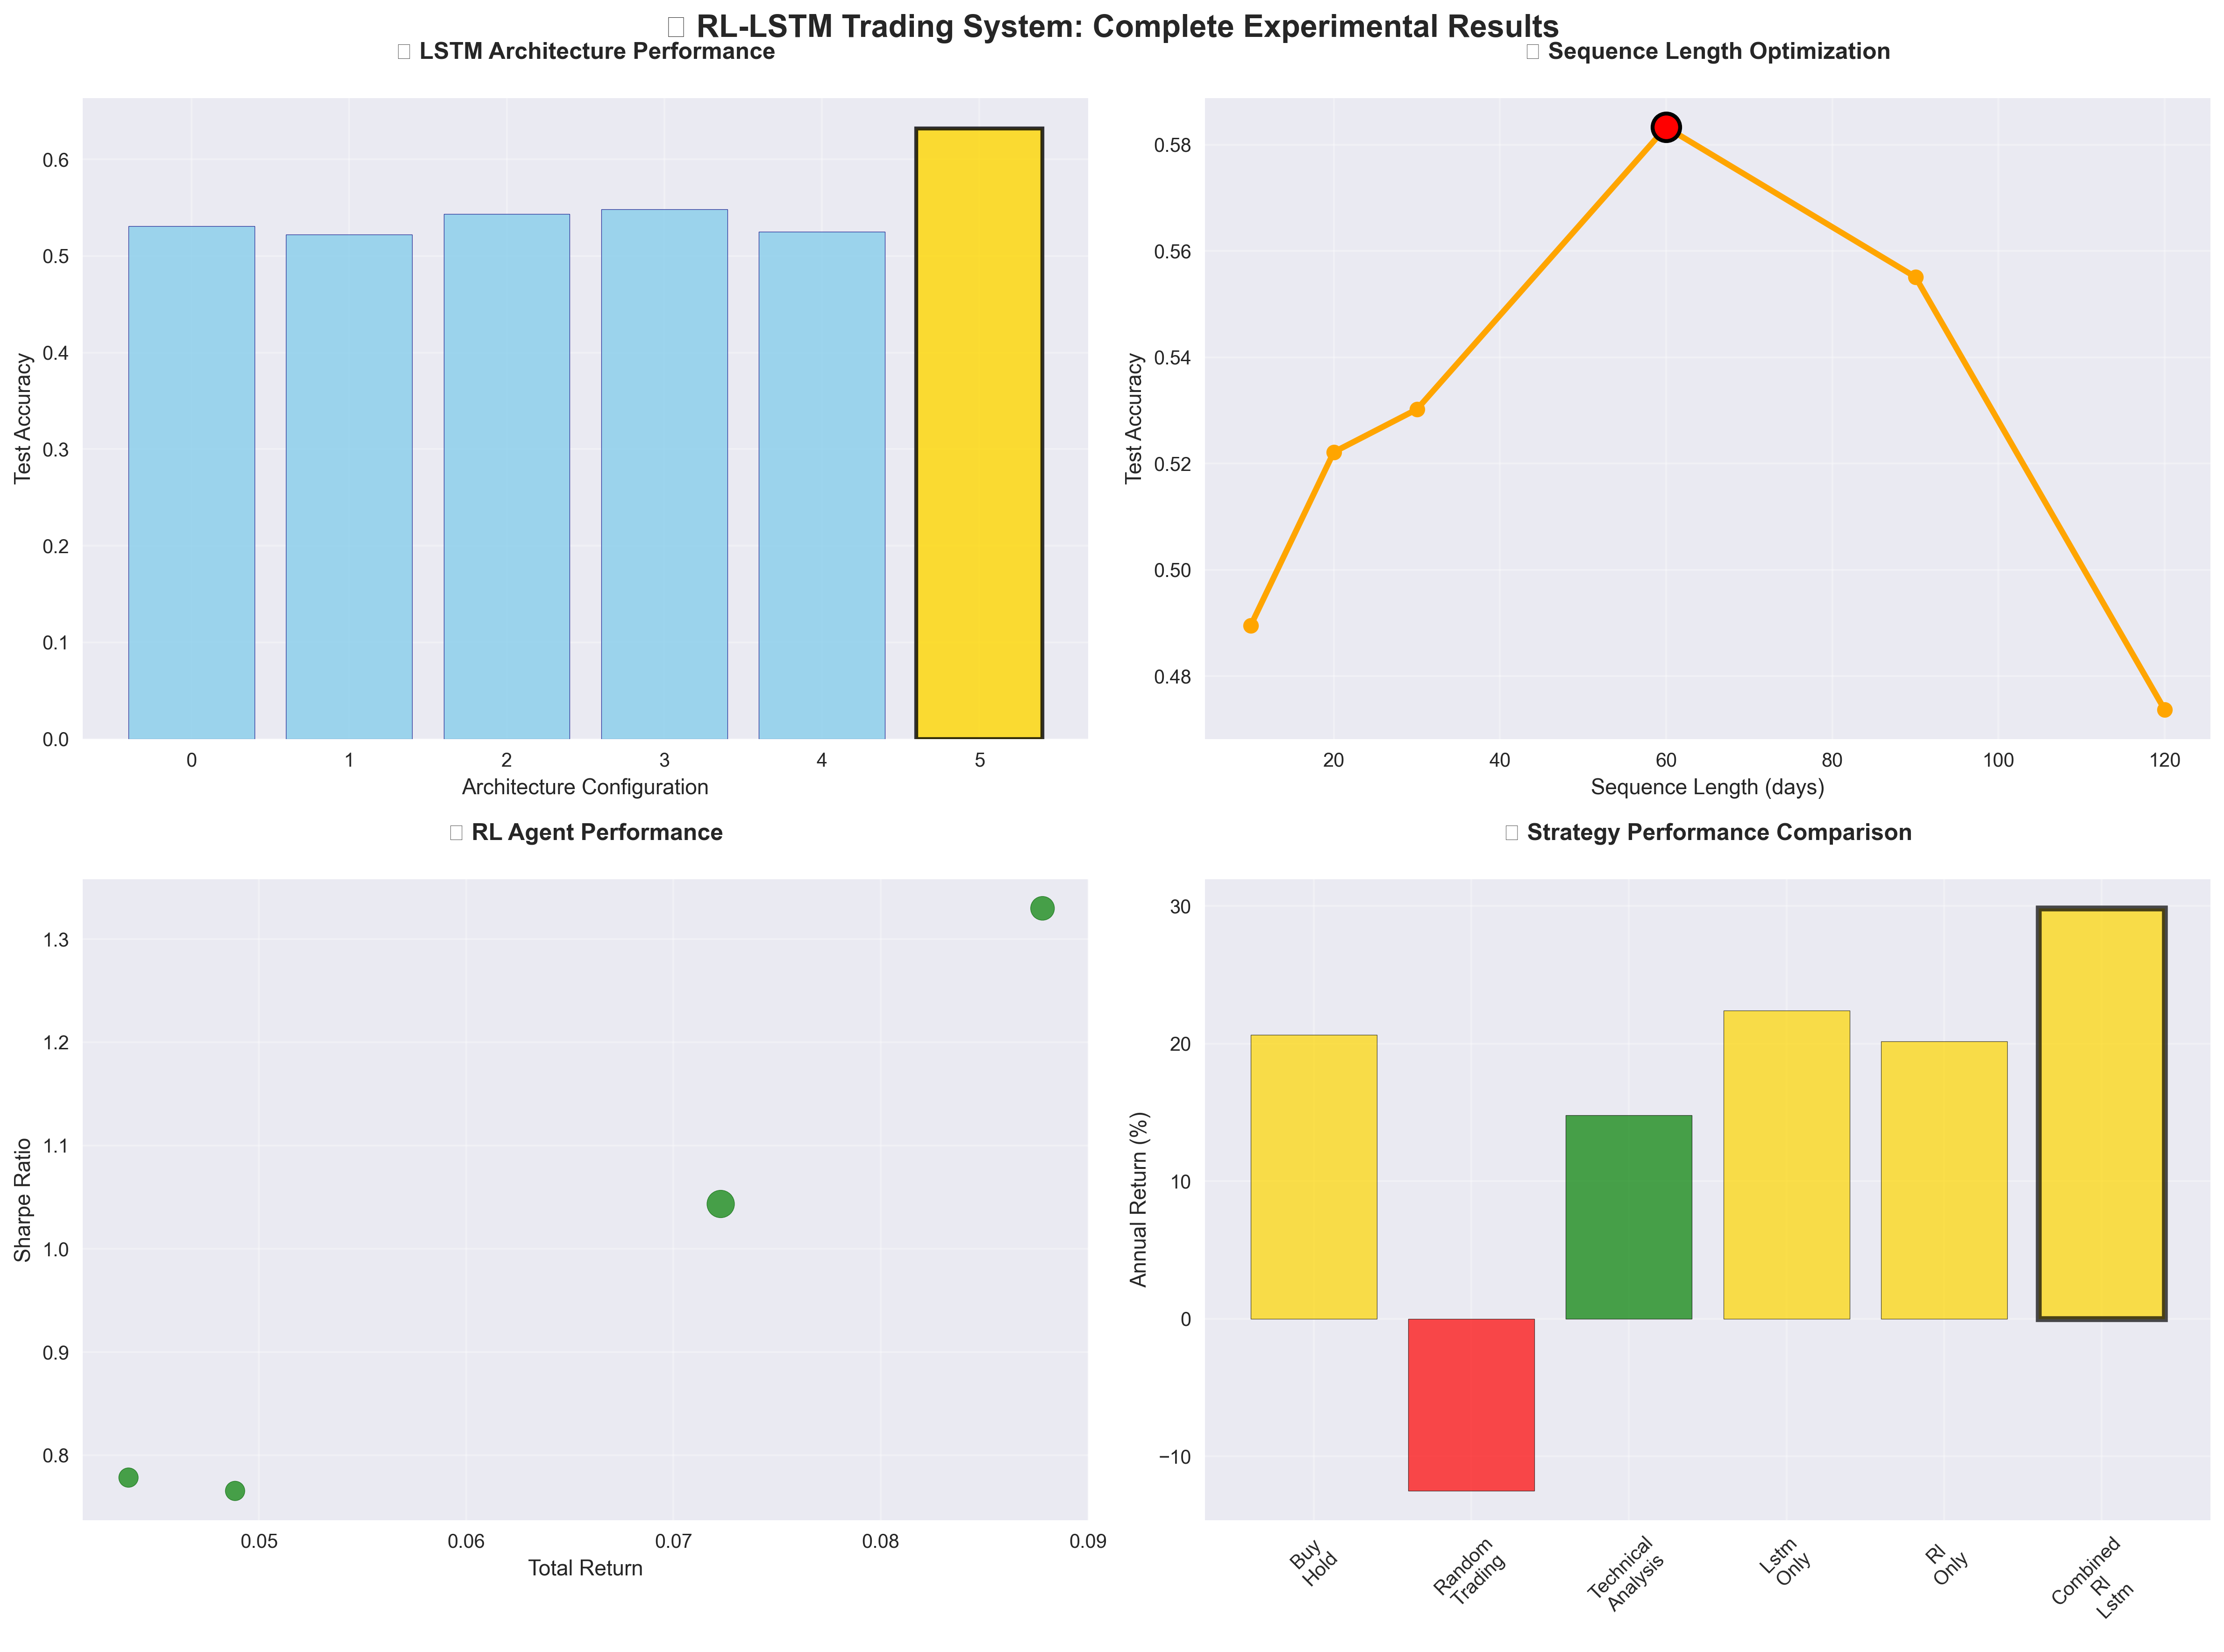 RL-LSTM Trading System: Complete Experimental Results
LSTM Architecture Performance
Test Accuracy
0.6
0.5
0.4
0.3
0.2
0.1
0.0
0 1 2 3 4 5
Architecture Configuration
Sequence Length Optimization
Test Accuracy
0.58
0.56
0.54
0.52
0.50
0.48
20 40 60 80 100 120
Sequence Length (days)
RL Agent Performance
Sharpe Ratio
1.3
1.2
1.1
1.0
0.9
0.8
0.05 0.06 0.07 0.08 0.09
Total Return
Strategy Performance Comparison
Annual Return (%)
30
20
10
0
−10
Buy
Hold
Random
Trading
Technical
Analysis
Lstm
Only
Rl
Only
Combined
Rl
Lstm